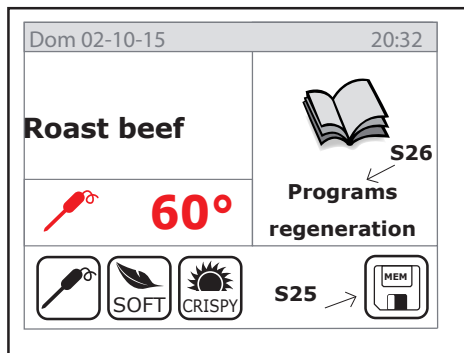 Dom 02-10-15 20:32
Roast beef
S26
Programs
regeneration
60°
SOFT
CRISPY
S25
MEM